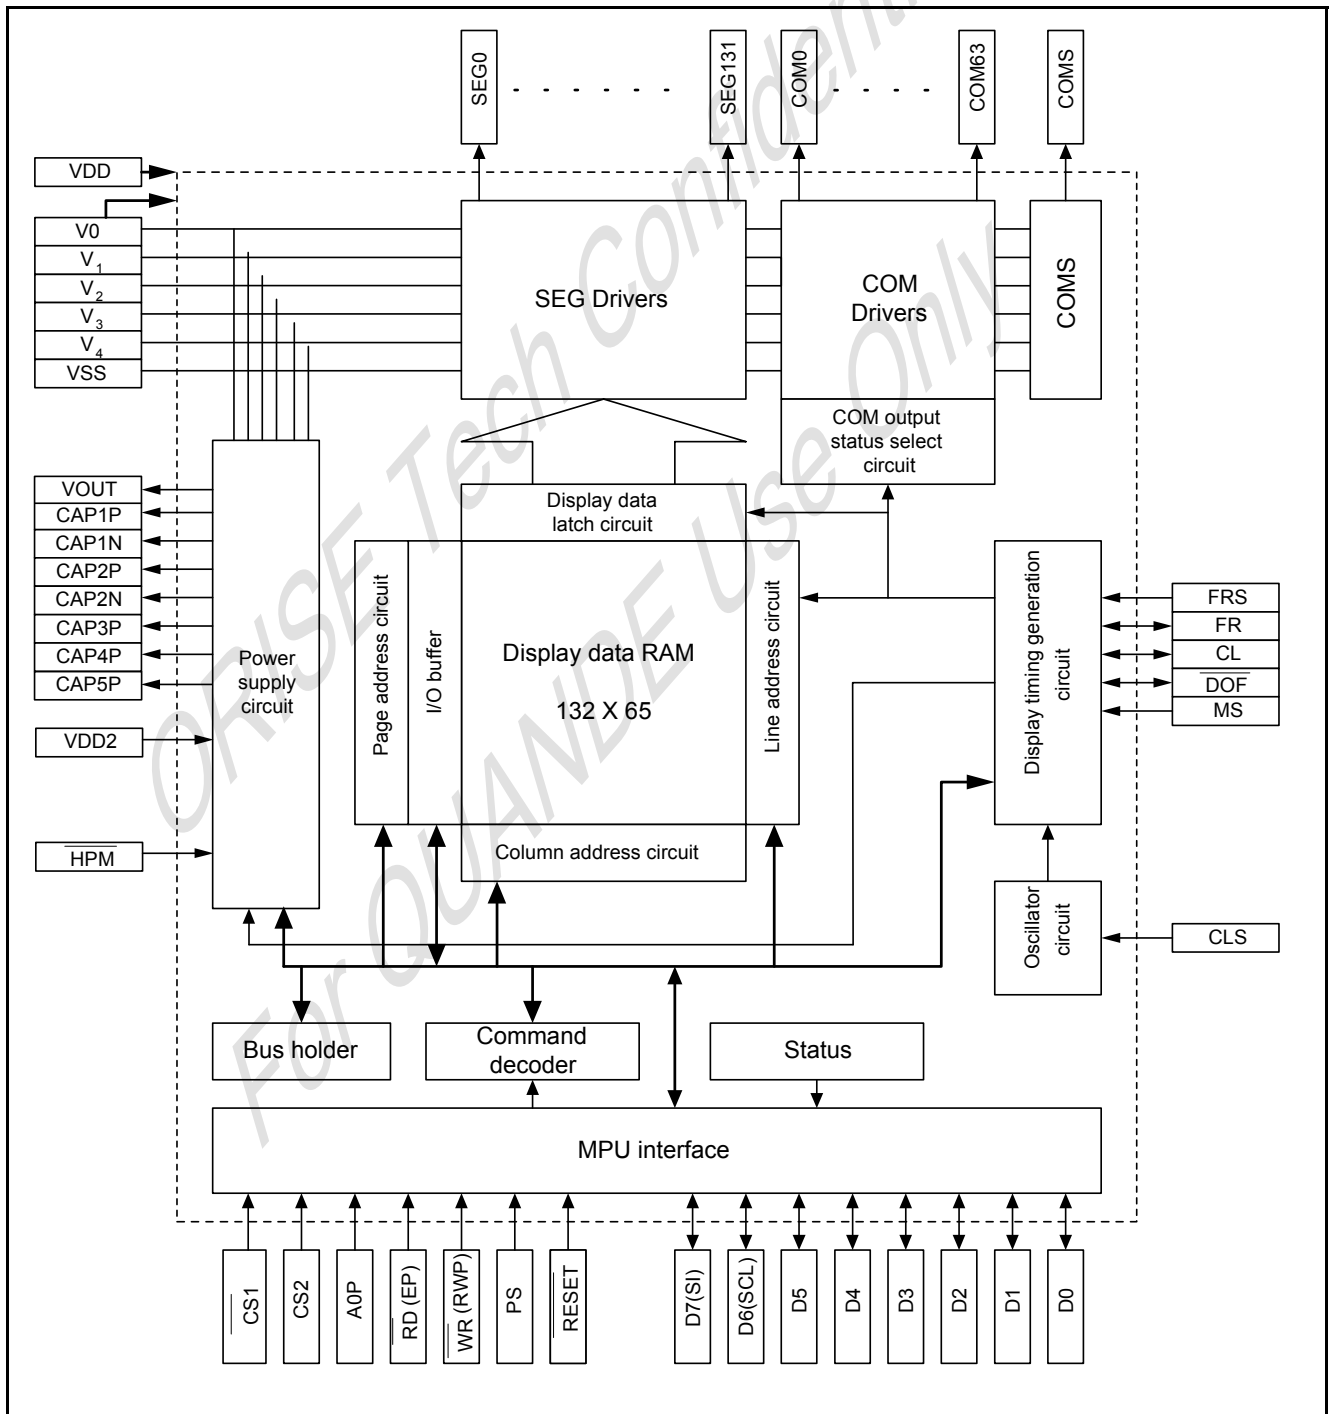 SEG0
SEG131
COM0
COM63
COMS
VDD
V0
V1
V2
V3
V4
VSS
SEG Drivers
COM
Drivers
COMS
COM output
status select
circuit
VOUT
CAP1P
CAP1N
CAP2P
CAP2N
CAP3P
CAP4P
CAP5P
VDD2
HPM
Power
supply
circuit
Display data
latch circuit
Page address circuit
I/O buffer
Display data RAM
132 X 65
Line address circuit
Column address circuit
Display timing generation
circuit
FRS
FR
CL
DOF
MS
Oscillator
circuit
CLS
Bus holder
Command
decoder
Status
MPU interface
CS1
CS2
A0P
RD (EP)
WR (RWP)
PS
RESET
D7(SI)
D6(SCL)
D5
D4
D3
D2
D1
D0
ORISE Tech Confident
For QUANDE Use Only